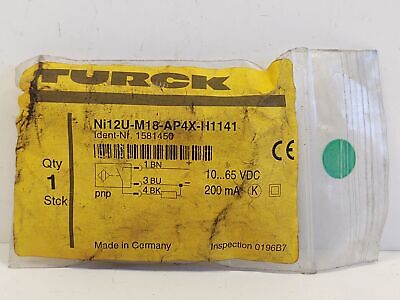 TURCK
Ni12U-M18-AP4X-H1141
Ident-Nr. 1581450
Qty
1
Stck
1 BN +
3 BU -
4 BK
pnp
10...65 VDC
200 mA K
Made in Germany
Inspection 0196B7